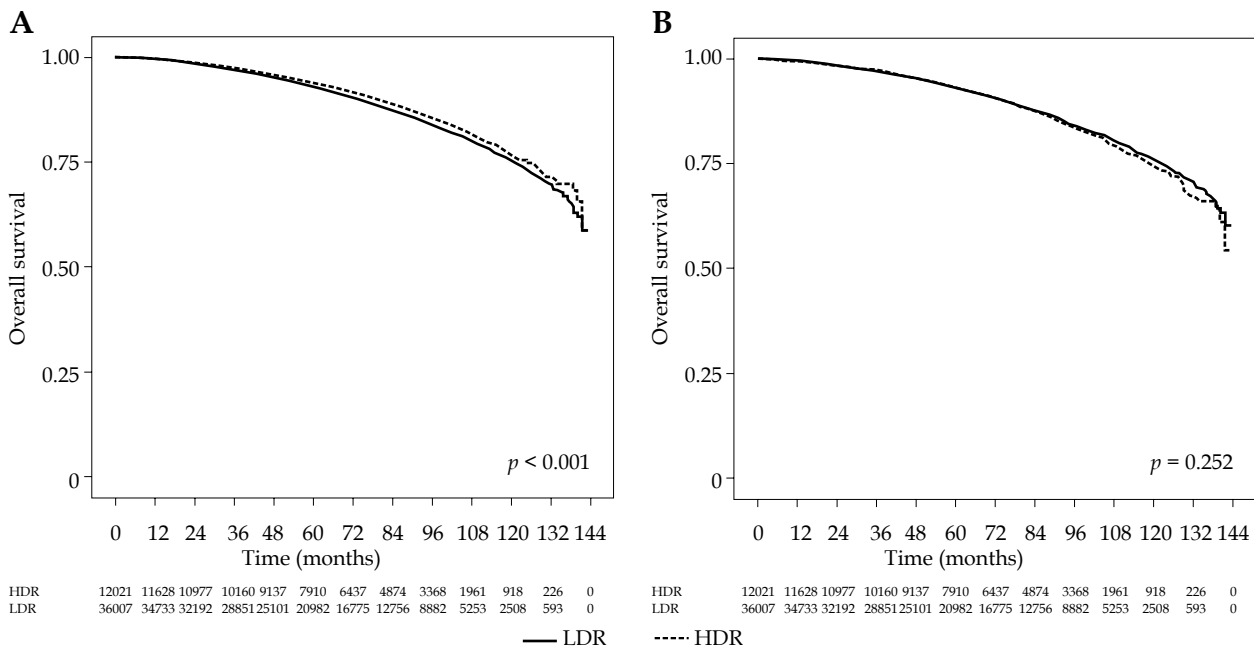 A
Overall survival
1.00
0.75
0.50
0.25
0
p < 0.001
0 12 24 36 48 60 72 84 96 108 120 132 144
Time (months)
HDR 12021 11628 10977 10160 9137 7910 6437 4874 3368 1961 918 226 0
LDR 36007 34733 32192 28851 25101 20982 16775 12756 8882 5253 2508 593 0
B
Overall survival
1.00
0.75
0.50
0.25
0
p = 0.252
0 12 24 36 48 60 72 84 96 108 120 132 144
Time (months)
HDR 12021 11628 10977 10160 9137 7910 6437 4874 3368 1961 918 226 0
LDR 36007 34733 32192 28851 25101 20982 16775 12756 8882 5253 2508 593 0
LDR HDR